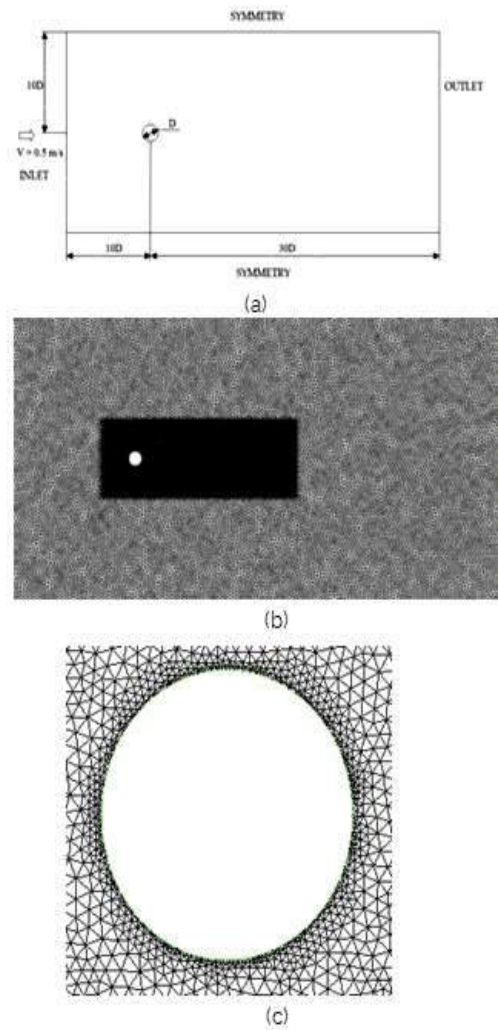 SYMMETRY
10D
OUTLET
D
V = 0.5 m/s
INLET
10D
30D
SYMMETRY
(a)
(b)
(c)